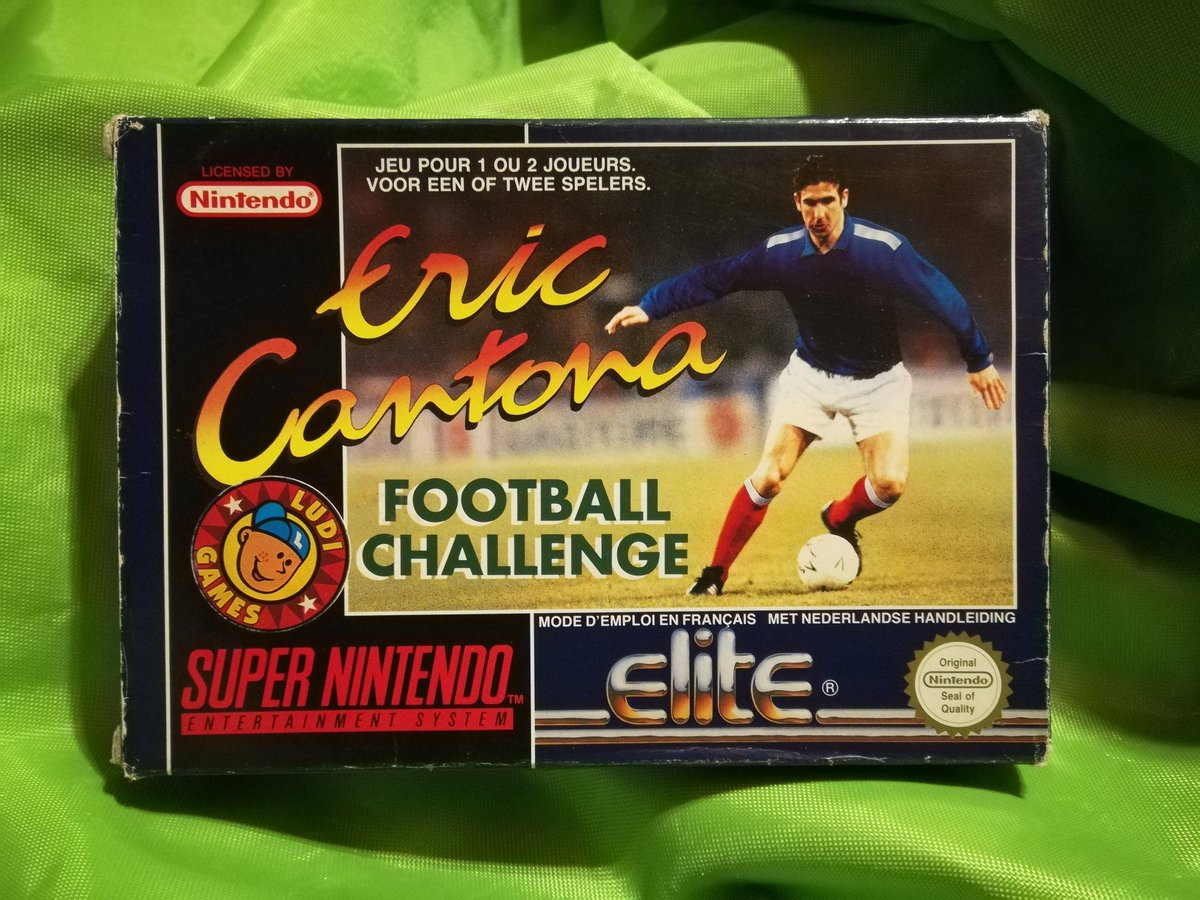 LICENSED BY
Nintendo®
JEU POUR 1 OU 2 JOUEURS.
VOOR EEN OF TWEE SPELERS.
Eric
Cantona
FOOTBALL
CHALLENGE
LUDI
GAMES
L
SUPER NINTENDO™
ENTERTAINMENT SYSTEM
MODE D'EMPLOI EN FRANÇAIS MET NEDERLANDSE HANDLEIDING
elite®
Original
Nintendo
Seal of
Quality